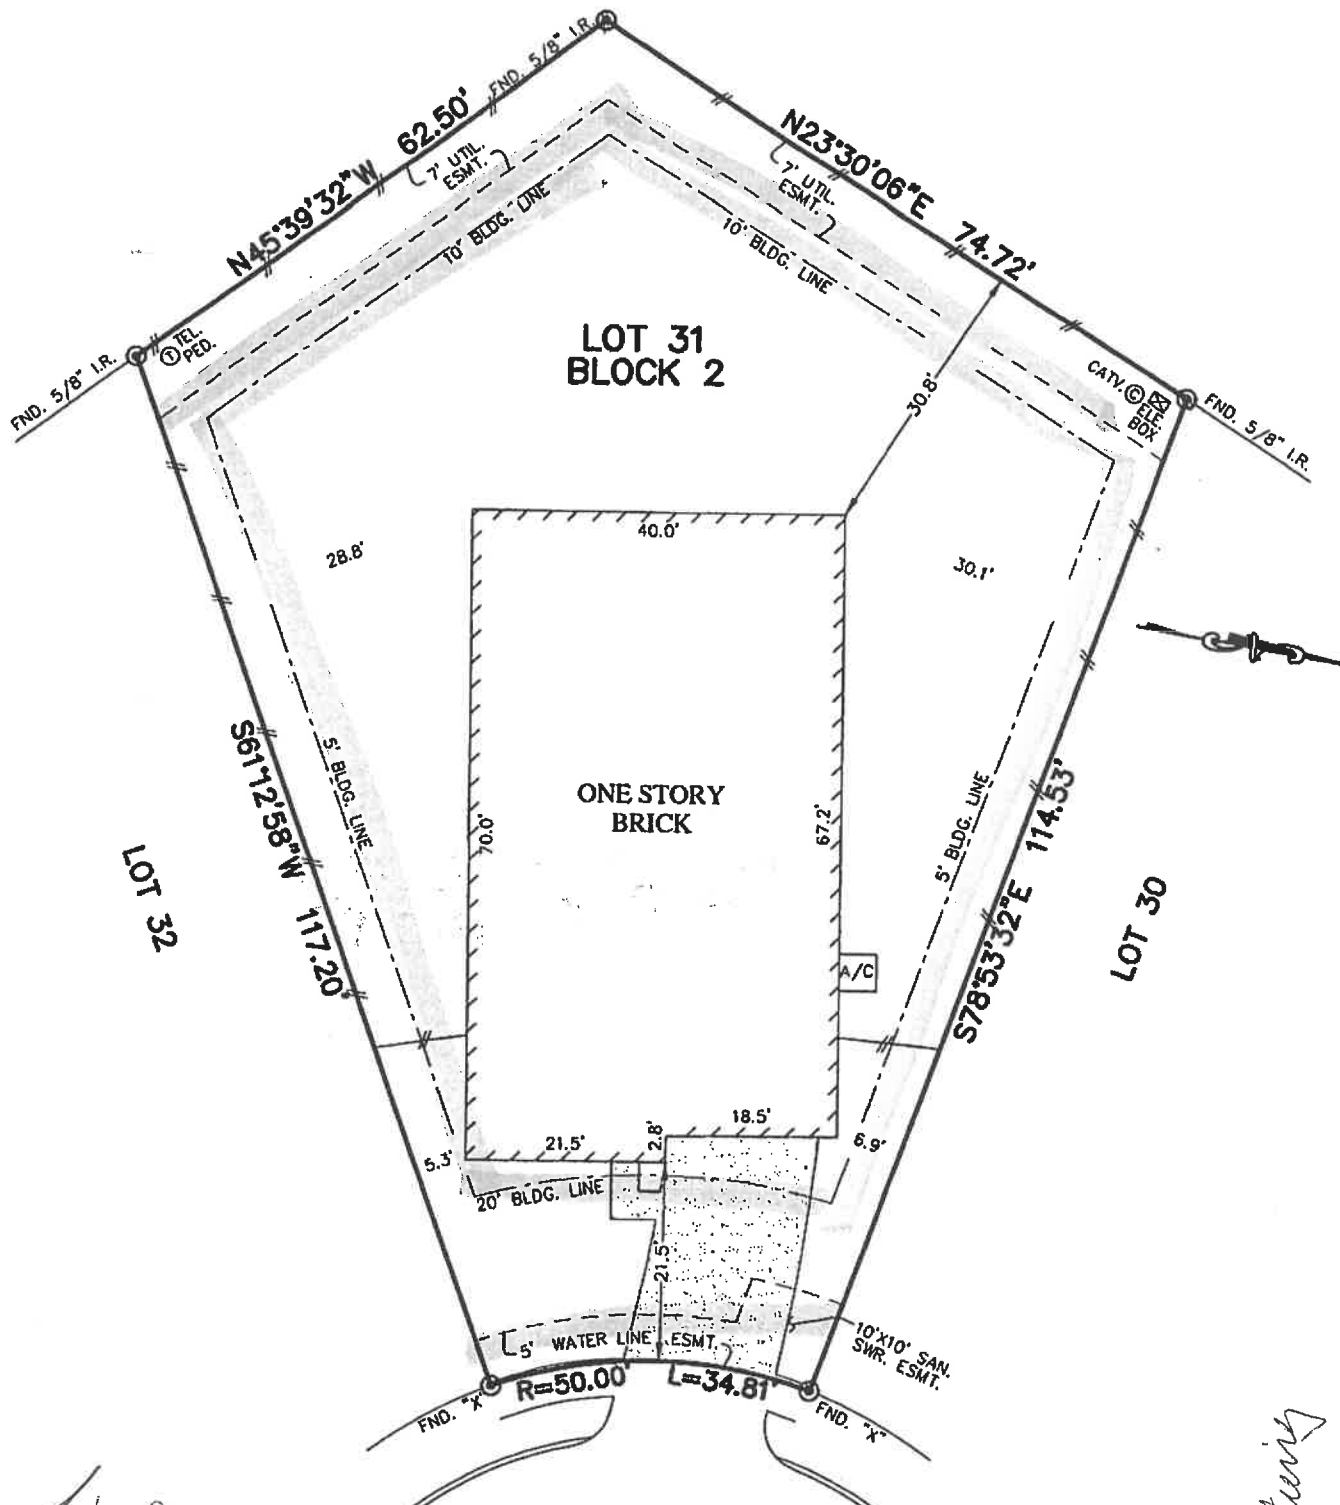 FND. 5/8" I.R.
N45°39'32"W 62.50'
7' UTIL.
ESMT.
10' BLDG. LINE
N23°30'06"E 74.72'
7' UTIL.
ESMT.
10' BLDG. LINE
TEL.
PED.
T
FND. 5/8" I.R.
LOT 31
BLOCK 2
30.8'
CATV.
C
ELE.
BOX
FND. 5/8" I.R.
28.8'
40.0'
30.1'
S61°12'58"W 117.20'
5' BLDG. LINE
70.0'
ONE STORY
BRICK
67.2'
5' BLDG. LINE
S78°53'32"E 114.53'
LOT 32
LOT 30
A/C
5.3'
21.5'
2.8'
18.5'
6.9'
20' BLDG. LINE
21.5'
5' WATER LINE ESMT.
10'X10' SAN.
SWR. ESMT.
R=50.00' L=34.81'
FND. "X"
FND. "X"